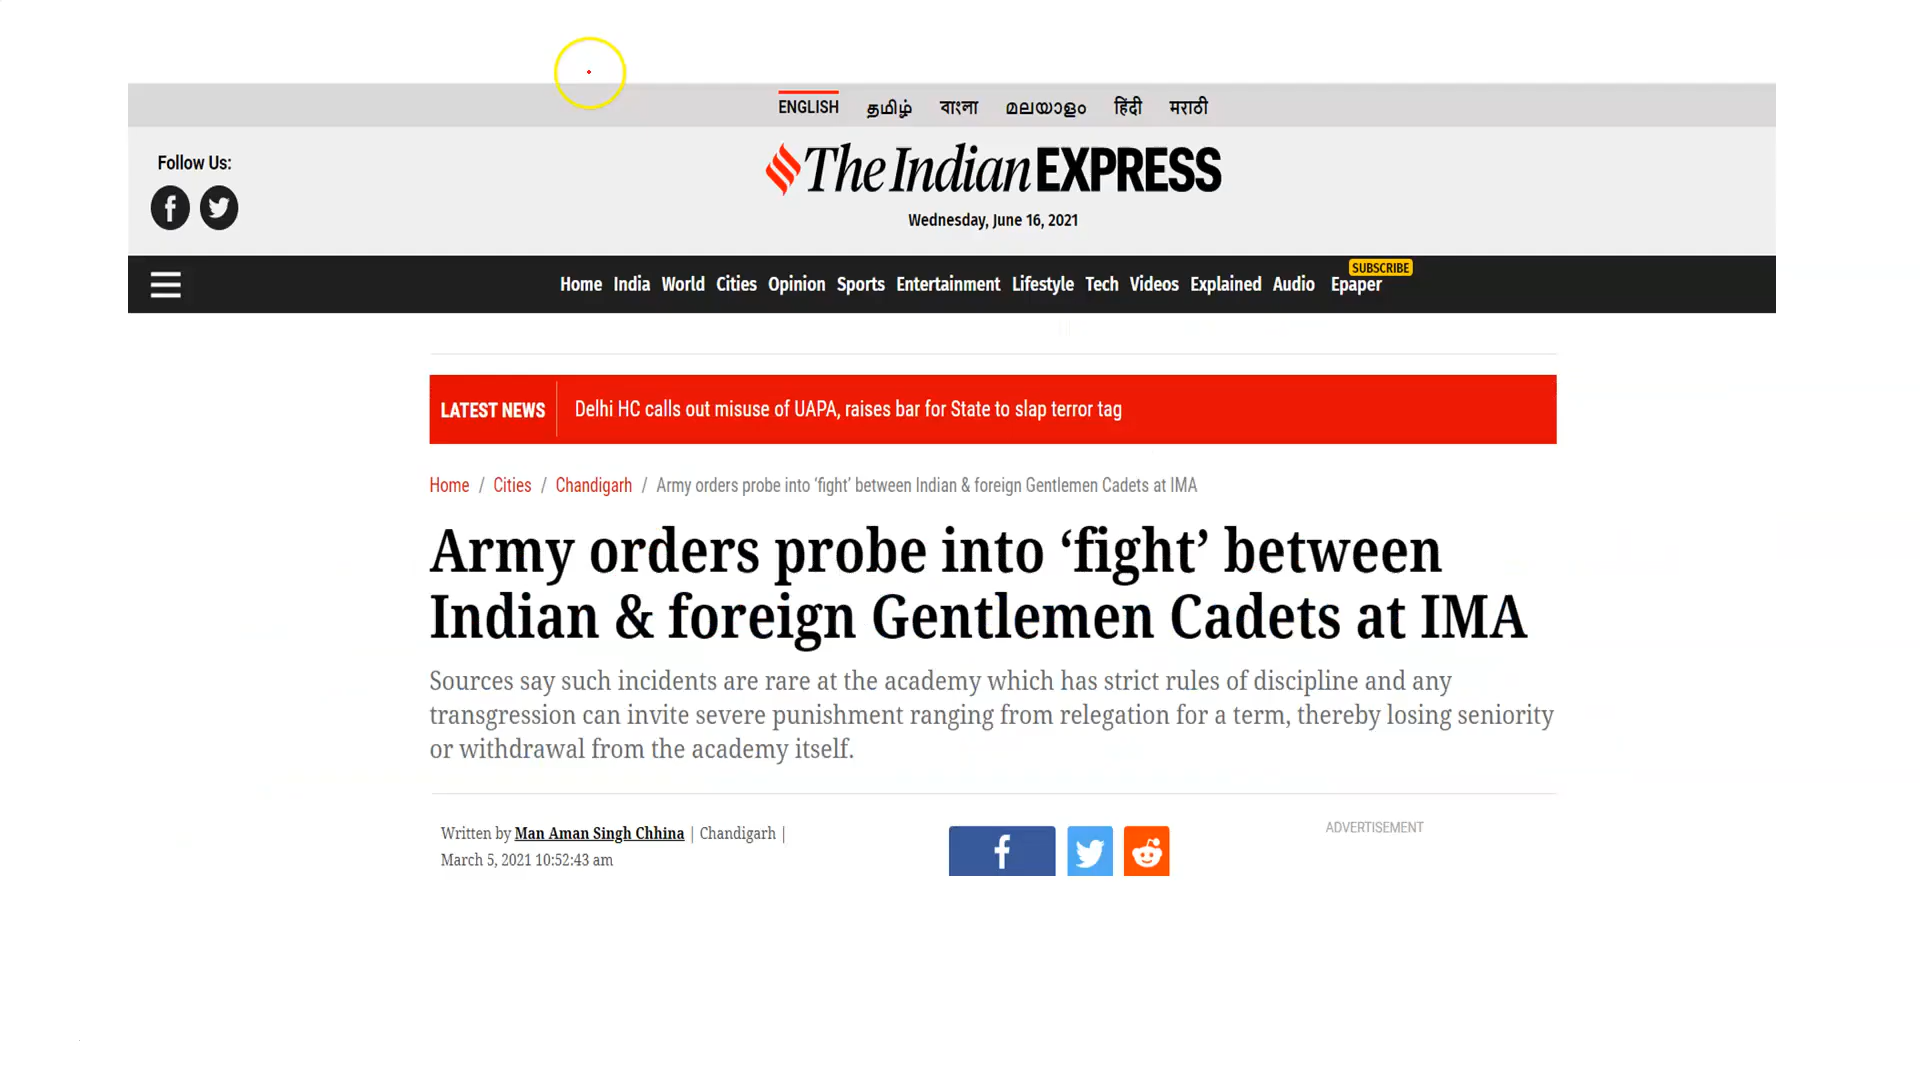 ENGLISH தமிழ் বাংলা മലയാളം हिंदी मराठी
Follow Us:
The Indian EXPRESS
Wednesday, June 16, 2021
SUBSCRIBE
Home India World Cities Opinion Sports Entertainment Lifestyle Tech Videos Explained Audio Epaper
LATEST NEWS Delhi HC calls out misuse of UAPA, raises bar for State to slap terror tag
Home / Cities / Chandigarh / Army orders probe into ‘fight’ between Indian & foreign Gentlemen Cadets at IMA
Army orders probe into ‘fight’ between
Indian & foreign Gentlemen Cadets at IMA
Sources say such incidents are rare at the academy which has strict rules of discipline and any
transgression can invite severe punishment ranging from relegation for a term, thereby losing seniority
or withdrawal from the academy itself.
Written by Man Aman Singh Chhina | Chandigarh |
March 5, 2021 10:52:43 am
ADVERTISEMENT